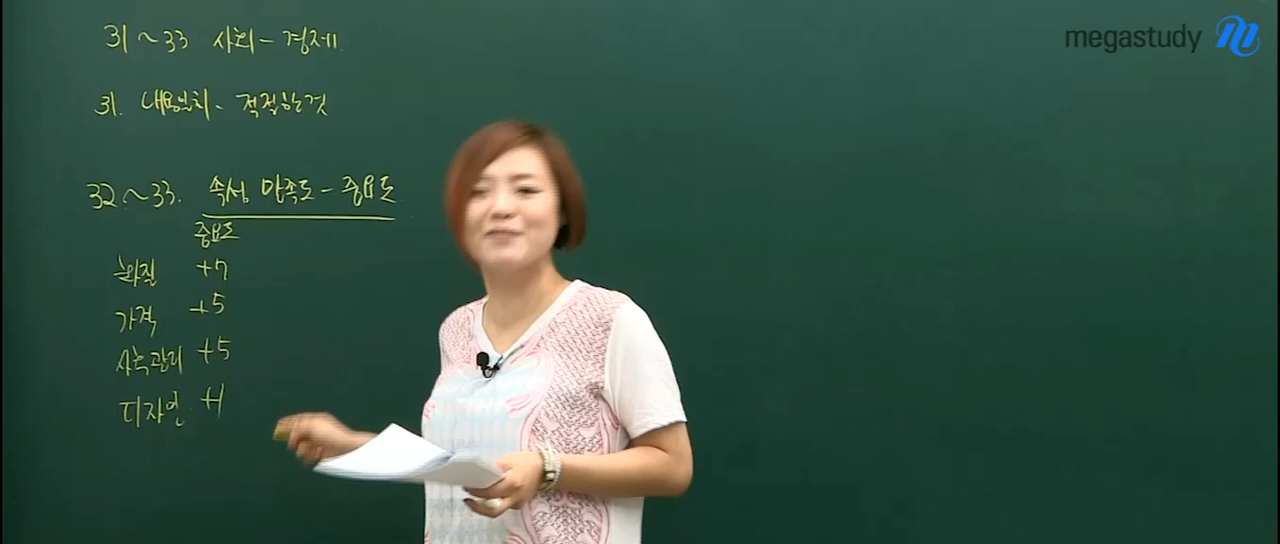 31~33 사회-경제
megastudy
31. 내용일치- 적절한것
32~33. 속성 만족도-중요도
중요도
화질 +7
가격 +5
사후관리 +5
디자인 +1